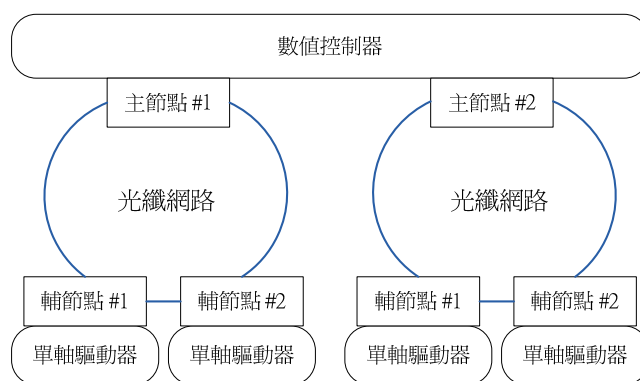 數值控制器
主節點 #1
主節點 #2
光纖網路
光纖網路
輔節點 #1
輔節點 #2
輔節點 #1
輔節點 #2
單軸驅動器
單軸驅動器
單軸驅動器
單軸驅動器